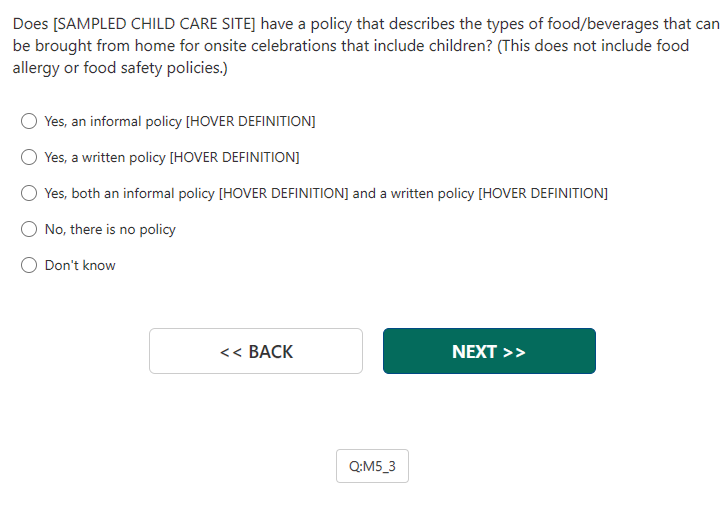 Does [SAMPLED CHILD CARE SITE] have a policy that describes the types of food/beverages that can
be brought from home for onsite celebrations that include children? (This does not include food
allergy or food safety policies.)
Yes, an informal policy [HOVER DEFINITION]
Yes, a written policy [HOVER DEFINITION]
Yes, both an informal policy [HOVER DEFINITION] and a written policy [HOVER DEFINITION]
No, there is no policy
Don't know
<< BACK
NEXT >>
Q:M5_3